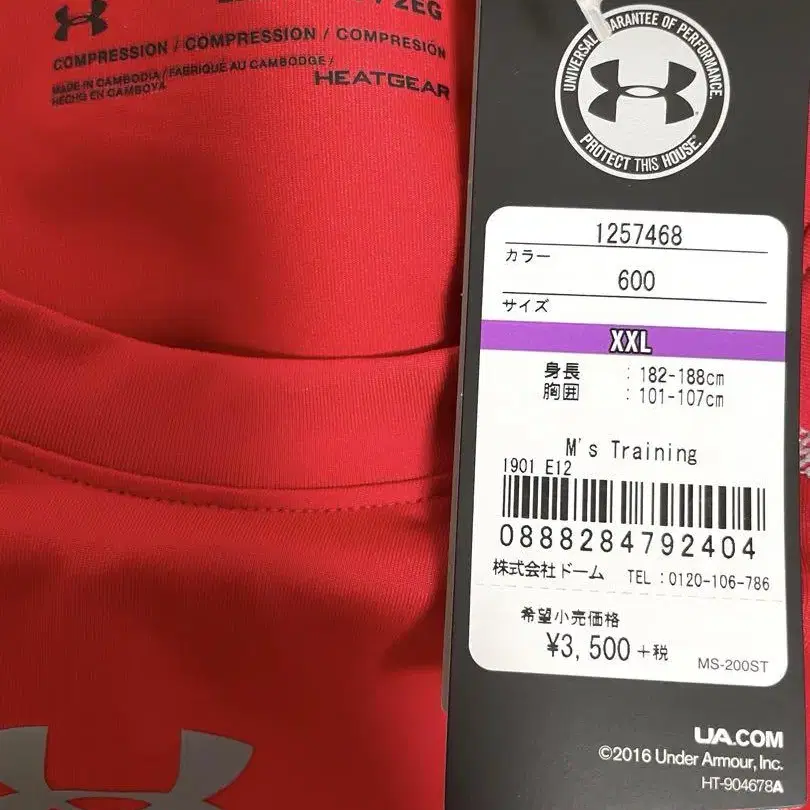 2EG
COMPRESSION / COMPRESSION / COMPRESIÓN
MADE IN CAMBODIA / FABRIQUÉ AU CAMBODGE /
HECHO EN CAMBOYA
HEATGEAR
UNIVERSAL GUARANTEE OF PERFORMANCE.
PROTECT THIS HOUSE.
1257468
カラー
600
サイズ
XXL
身長 : 182-188cm
胸囲 : 101-107cm
M's Training
1901 E12
0888284792404
株式会社ドーム TEL:0120-106-786
希望小売価格
¥3,500+税
MS-200ST
UA.COM
©2016 Under Armour, Inc.
HT-904678A